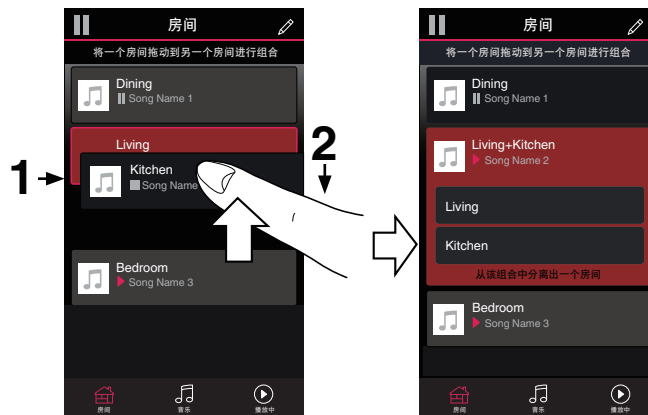 房间
将一个房间拖动到另一个房间进行组合
Dining
Song Name 1
Living
Kitchen
Song Name
Bedroom
Song Name 3
房间
音乐
播放中
1
2
房间
将一个房间拖动到另一个房间进行组合
Dining
Song Name 1
Living+Kitchen
Song Name 2
Living
Kitchen
从该组合中分离出一个房间
Bedroom
Song Name 3
房间
音乐
播放中